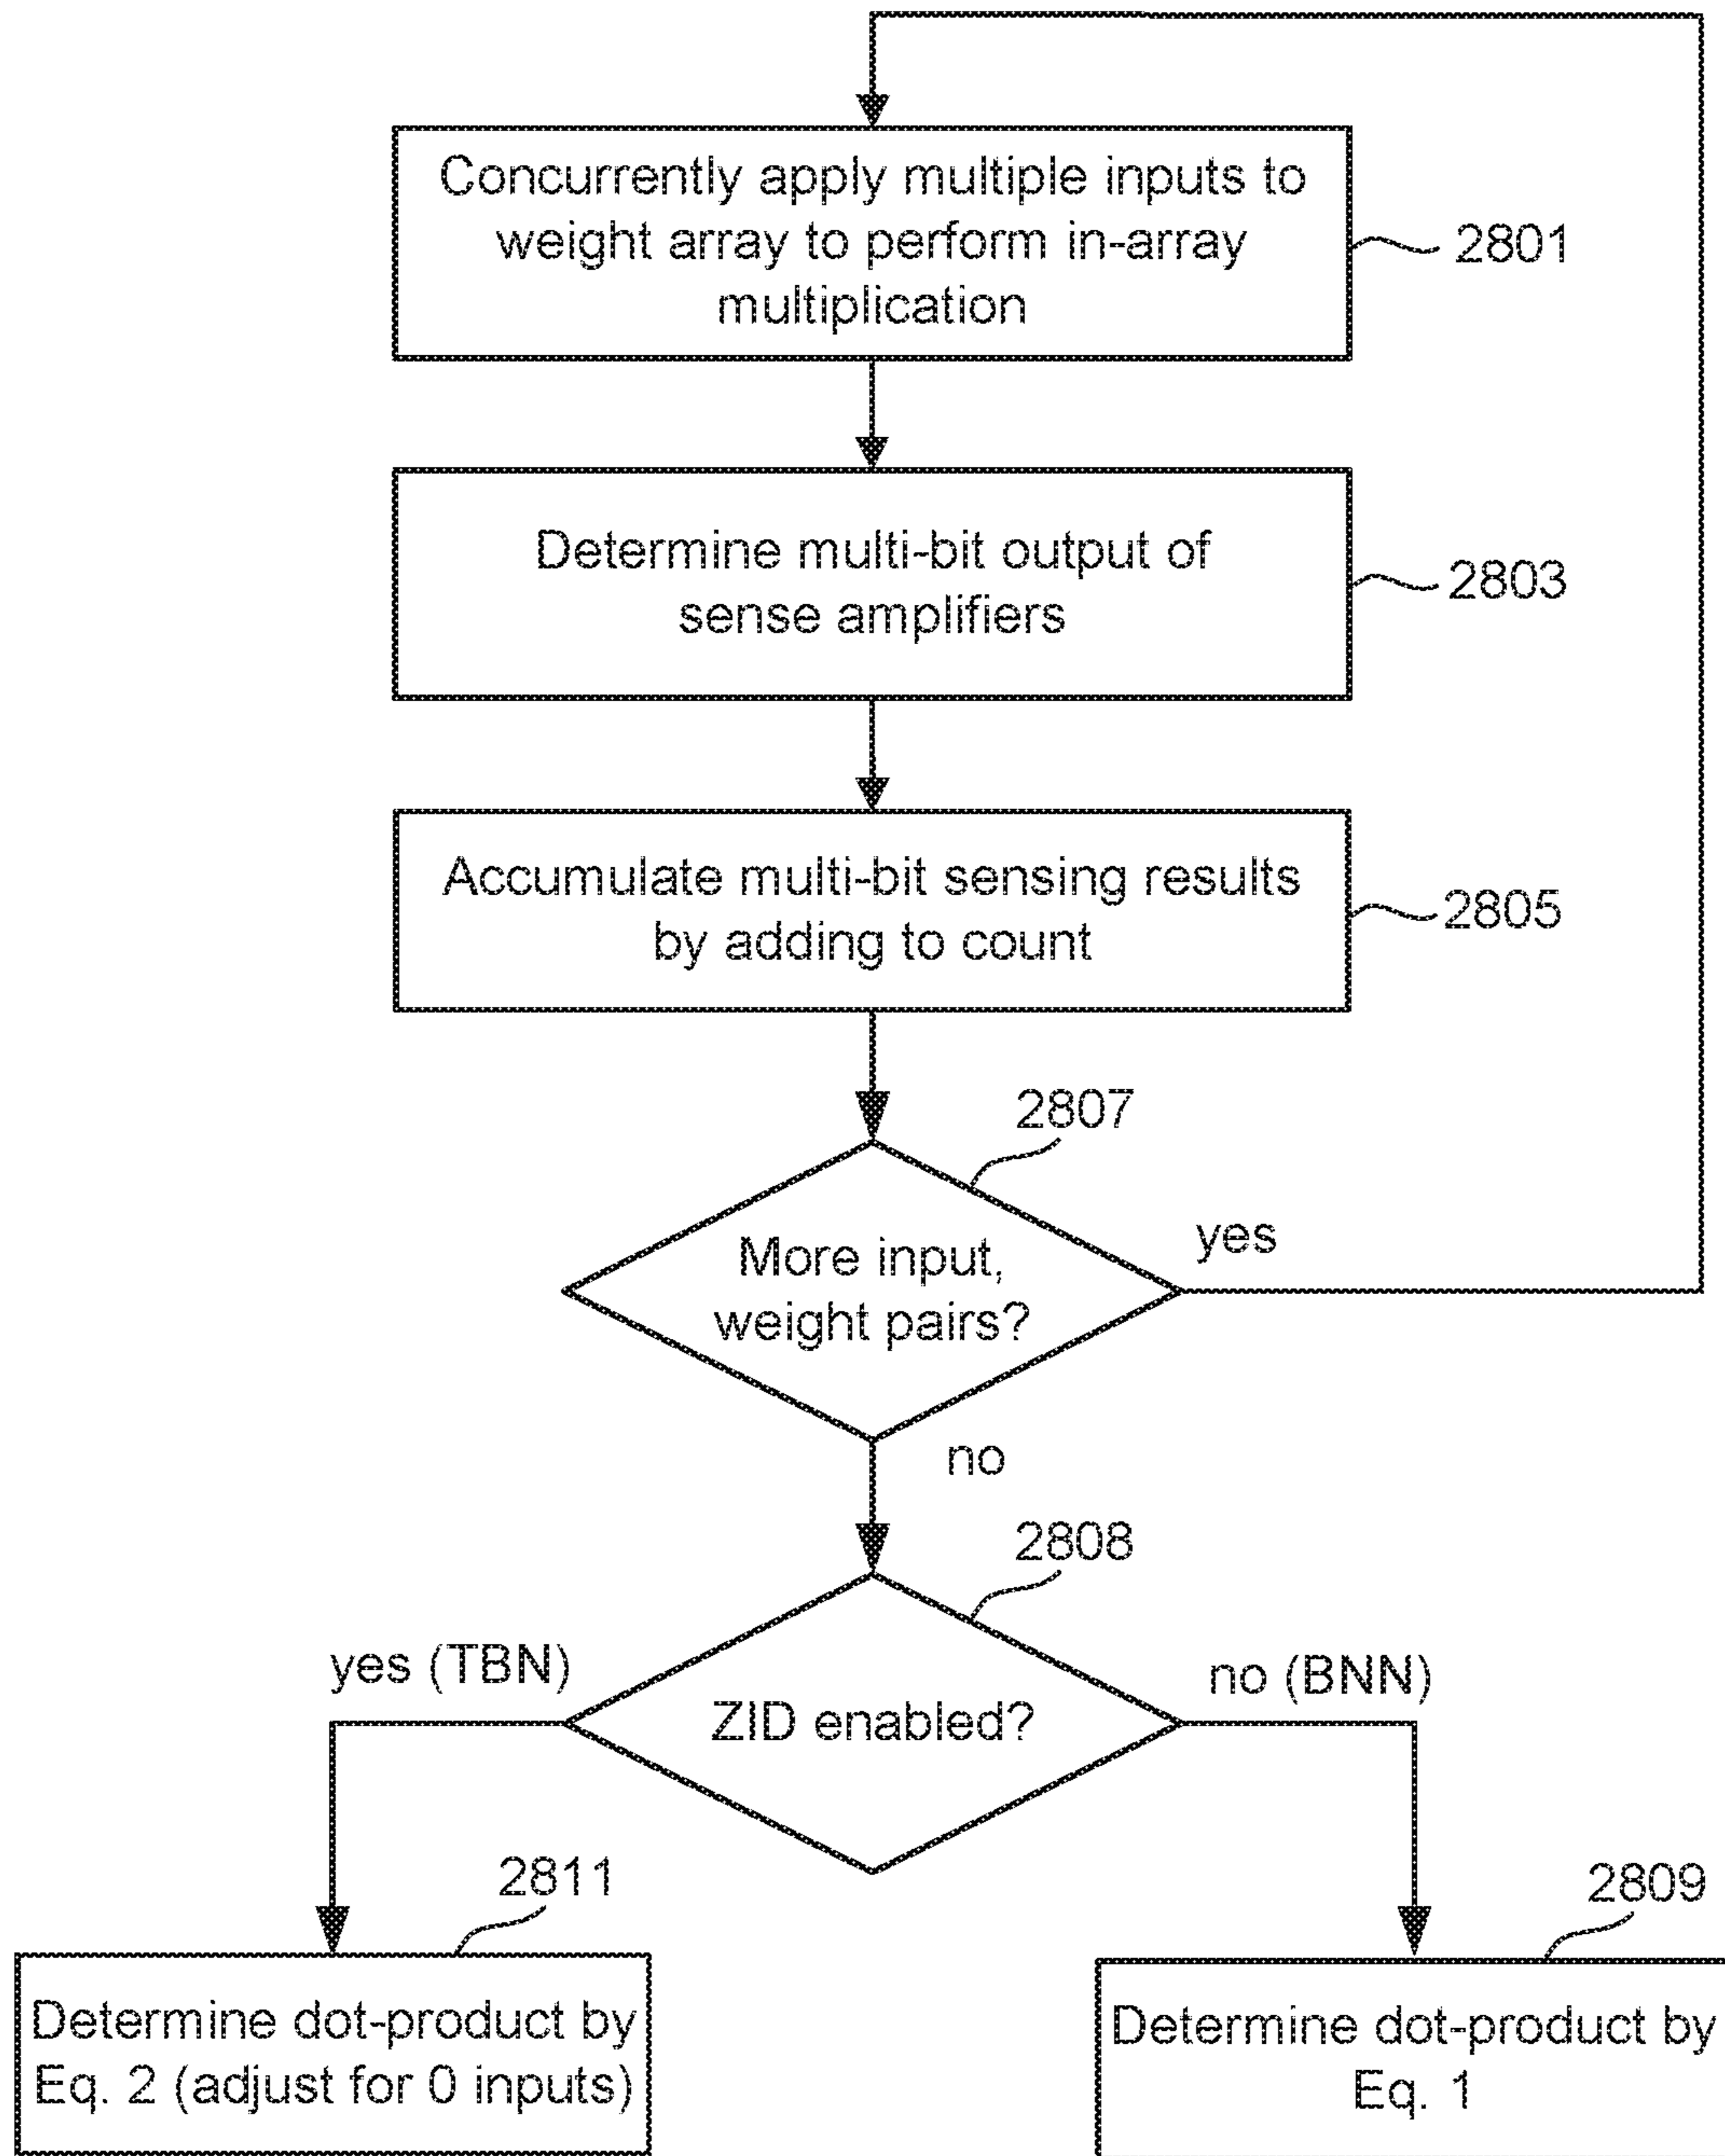 Concurrently apply multiple inputs to
weight array to perform in-array
multiplication
2801
Determine multi-bit output of
sense amplifiers
2803
Accumulate multi-bit sensing results
by adding to count
2805
2807
More input,
weight pairs?
yes
no
2808
ZID enabled?
yes (TBN)
no (BNN)
2811
Determine dot-product by
Eq. 2 (adjust for 0 inputs)
2809
Determine dot-product by
Eq. 1